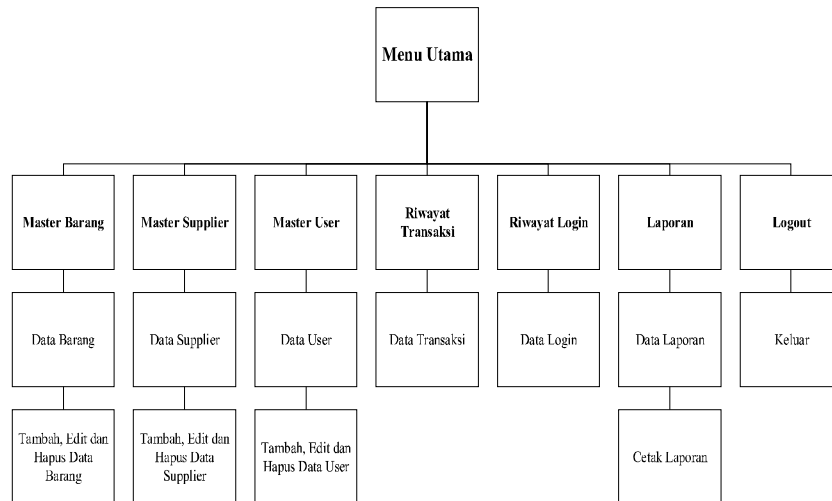 Menu Utama
Master Barang
Master Supplier
Master User
Riwayat
Transaksi
Riwayat Login
Laporan
Logout
Data Barang
Data Supplier
Data User
Data Transaksi
Data Login
Data Laporan
Keluar
Tambah, Edit dan
Hapus Data
Barang
Tambah, Edit dan
Hapus Data
Supplier
Tambah, Edit dan
Hapus Data User
Cetak Laporan